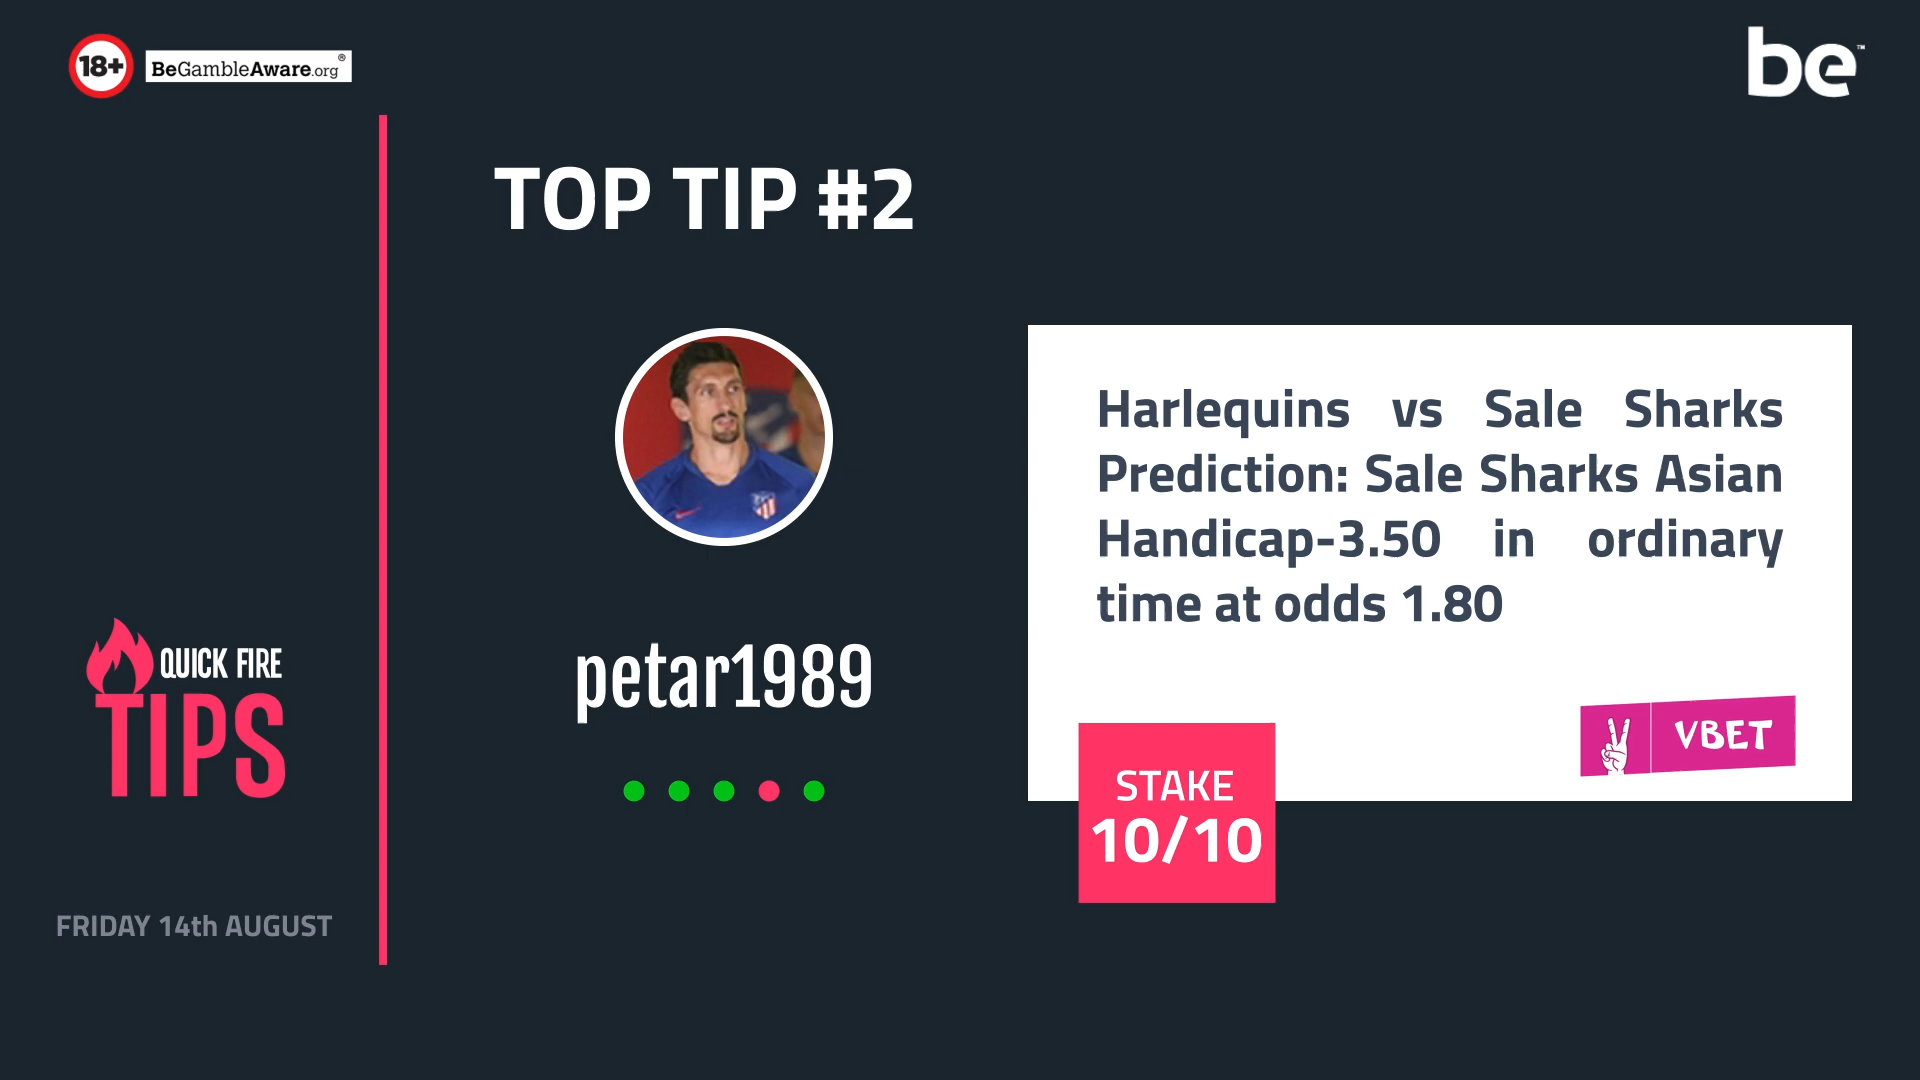 18+
BeGambleAware.org®
be™
TOP TIP #2
Harlequins vs Sale Sharks
Prediction: Sale Sharks Asian
Handicap-3.50 in ordinary
time at odds 1.80
petar1989
QUICK FIRE
TIPS
VBET
STAKE
10/10
FRIDAY 14th AUGUST